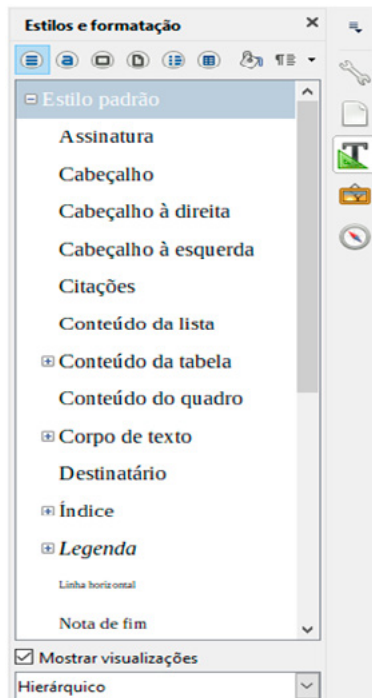 Estilos e formatação
Estilo padrão
Assinatura
Cabeçalho
Cabeçalho à direita
Cabeçalho à esquerda
Citações
Conteúdo da lista
Conteúdo da tabela
Conteúdo do quadro
Corpo de texto
Destinatário
Índice
Legenda
Linha horizontal
Nota de fim
Mostrar visualizações
Hierárquico